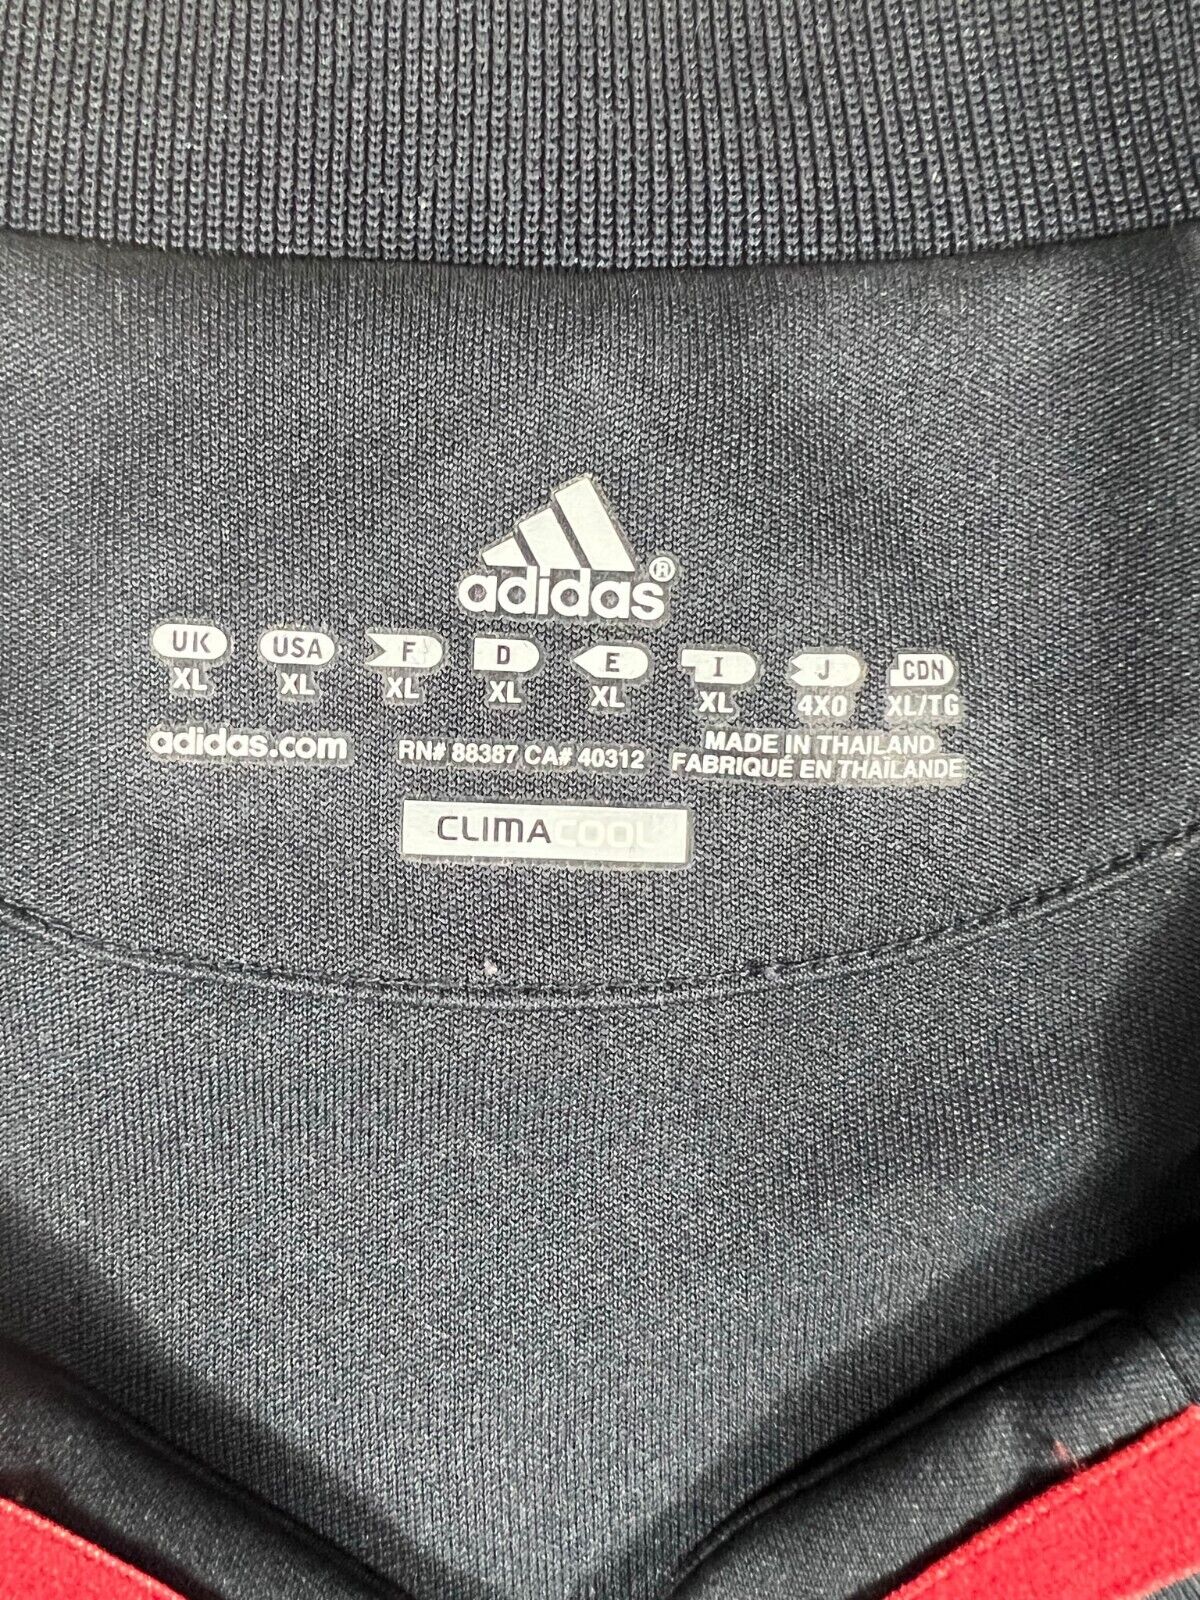 adidas®
UK USA F D E I J CDN
XL XL XL XL XL XL 4XO XL/TG
adidas.com RN# 88387 CA# 40312 MADE IN THAILAND
FABRIQUÉ EN THAÏLANDE
CLIMACOOL